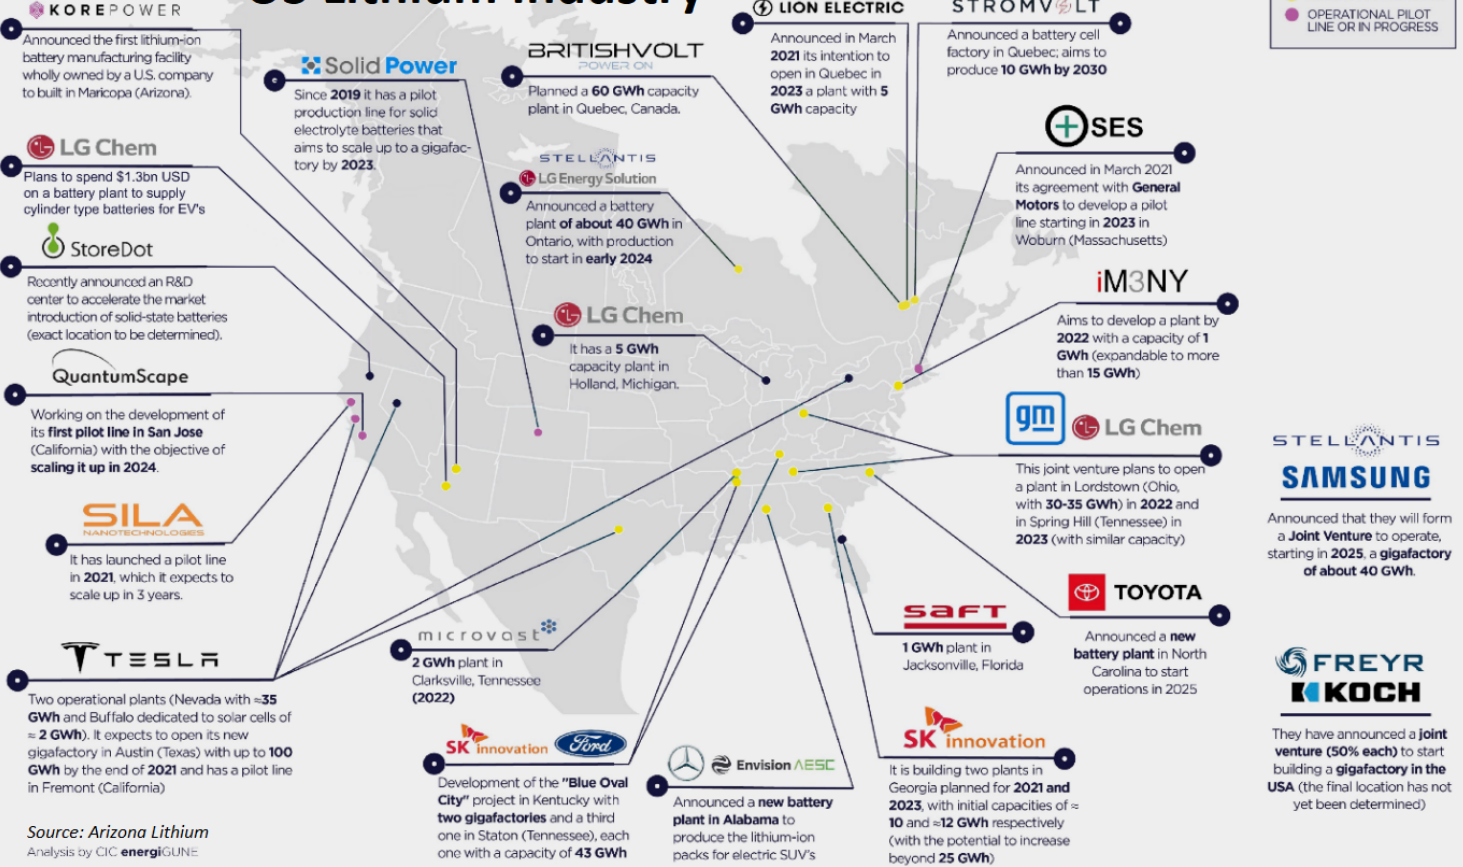 US Lithium Industry
KOREPOWER
Announced the first lithium-ion
battery manufacturing facility
wholly owned by a U.S. company
to built in Maricopa (Arizona).
LG Chem
Plans to spend $1.3bn USD
on a battery plant to supply
cylinder type batteries for EV's
StoreDot
Recently announced an R&D
center to accelerate the market
introduction of solid-state batteries
(exact location to be determined).
QuantumScape
Working on the development of
its first pilot line in San Jose
(California) with the objective of
scaling it up in 2024.
SILA
NANOTECHNOLOGIES
It has launched a pilot line
in 2021, which it expects to
scale up in 3 years.
TESLA
Two operational plants (Nevada with ≈35
GWh and Buffalo dedicated to solar cells of
≈ 2 GWh). It expects to open its new
gigafactory in Austin (Texas) with up to 100
GWh by the end of 2021 and has a pilot line
in Fremont (California)
Source: Arizona Lithium
Analysis by CIC energiGUNE
Solid Power
Since 2019 it has a pilot
production line for solid
electrolyte batteries that
aims to scale up to a gigafac-
tory by 2023.
BRITISHVOLT
POWER ON
Planned a 60 GWh capacity
plant in Quebec, Canada.
STELLANTIS
LG Energy Solution
Announced a battery
plant of about 40 GWh in
Ontario, with production
to start in early 2024
LG Chem
It has a 5 GWh
capacity plant in
Holland, Michigan.
microvast
2 GWh plant in
Clarksville, Tennessee
(2022)
SK innovation Ford
Development of the "Blue Oval
City" project in Kentucky with
two gigafactories and a third
one in Staton (Tennessee), each
one with a capacity of 43 GWh
Envision AESC
Announced a new battery
plant in Alabama to
produce the lithium-ion
packs for electric SUV's
LION ELECTRIC
Announced in March
2021 its intention to
open in Quebec in
2023 a plant with 5
GWh capacity
STROMVOLT
Announced a battery cell
factory in Quebec; aims to
produce 10 GWh by 2030
OPERATIONAL PILOT
LINE OR IN PROGRESS
SES
Announced in March 2021
its agreement with General
Motors to develop a pilot
line starting in 2023 in
Woburn (Massachusetts)
iM3NY
Aims to develop a plant by
2022 with a capacity of 1
GWh (expandable to more
than 15 GWh)
gm LG Chem
This joint venture plans to open
a plant in Lordstown (Ohio,
with 30-35 GWh) in 2022 and
in Spring Hill (Tennessee) in
2023 (with similar capacity)
TOYOTA
Announced a new
battery plant in North
Carolina to start
operations in 2025
SAFT
1 GWh plant in
Jacksonville, Florida
SK innovation
It is building two plants in
Georgia planned for 2021 and
2023, with initial capacities of ≈
10 and ≈12 GWh respectively
(with the potential to increase
beyond 25 GWh)
STELLANTIS
SAMSUNG
Announced that they will form
a Joint Venture to operate,
starting in 2025, a gigafactory
of about 40 GWh.
FREYR
KOCH
They have announced a joint
venture (50% each) to start
building a gigafactory in the
USA (the final location has not
yet been determined)